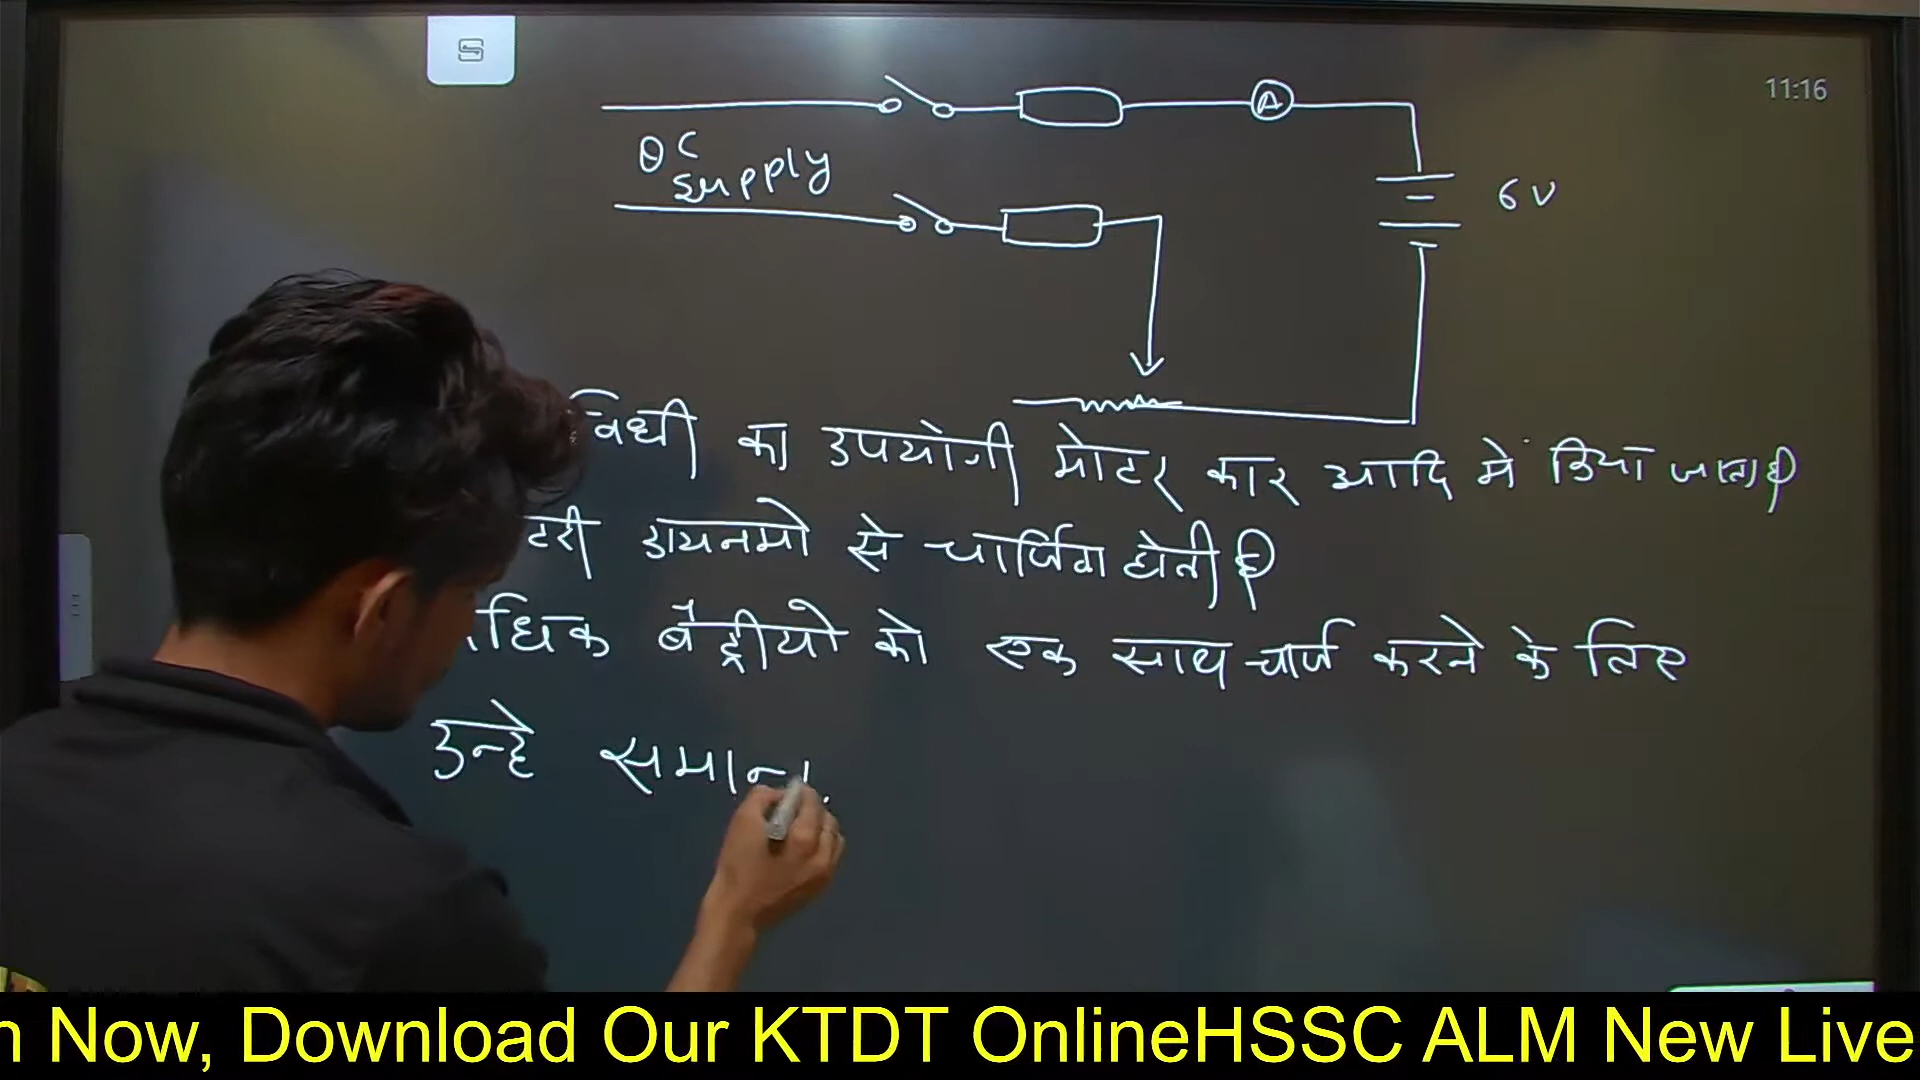 11:16
A
DC
supply
6V
विधी का उपयोगी मोटर कार आदि में किया जाता है
टरी डायनमो से चार्जिंग होती है
धिक बैट्रीयो को एक साथ चार्ज करने के लिए
उन्हे समान
n Now, Download Our KTDT OnlineHSSC ALM New Live